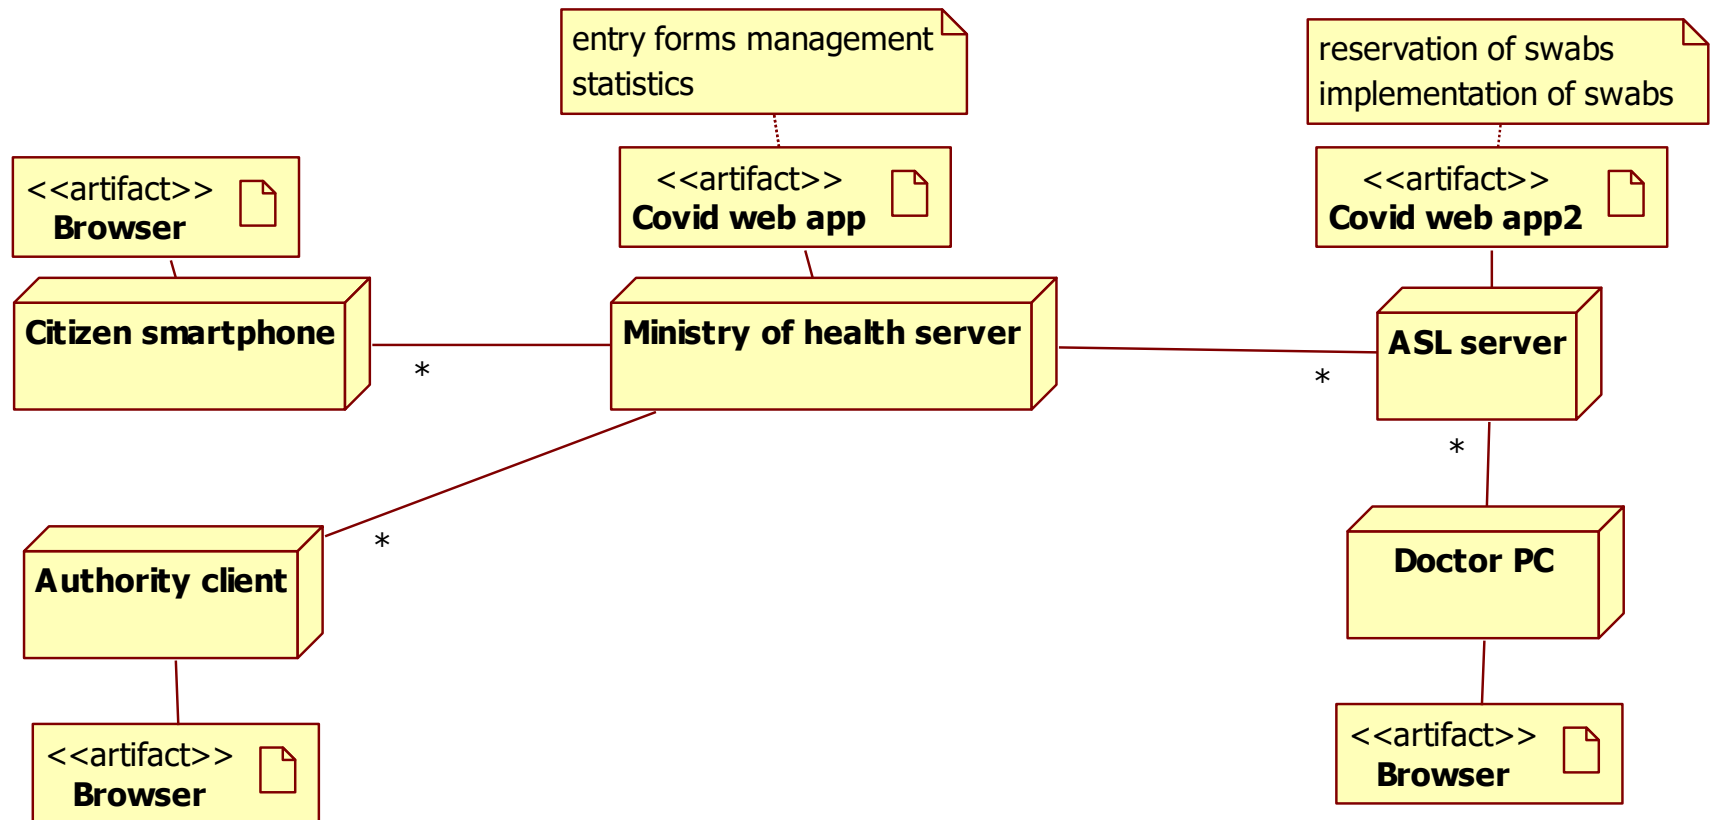 entry forms management
statistics
reservation of swabs
implementation of swabs
<<artifact>>
Browser
<<artifact>>
Covid web app
<<artifact>>
Covid web app2
Citizen smartphone
Ministry of health server
ASL server
*
*
*
*
Authority client
Doctor PC
<<artifact>>
Browser
<<artifact>>
Browser